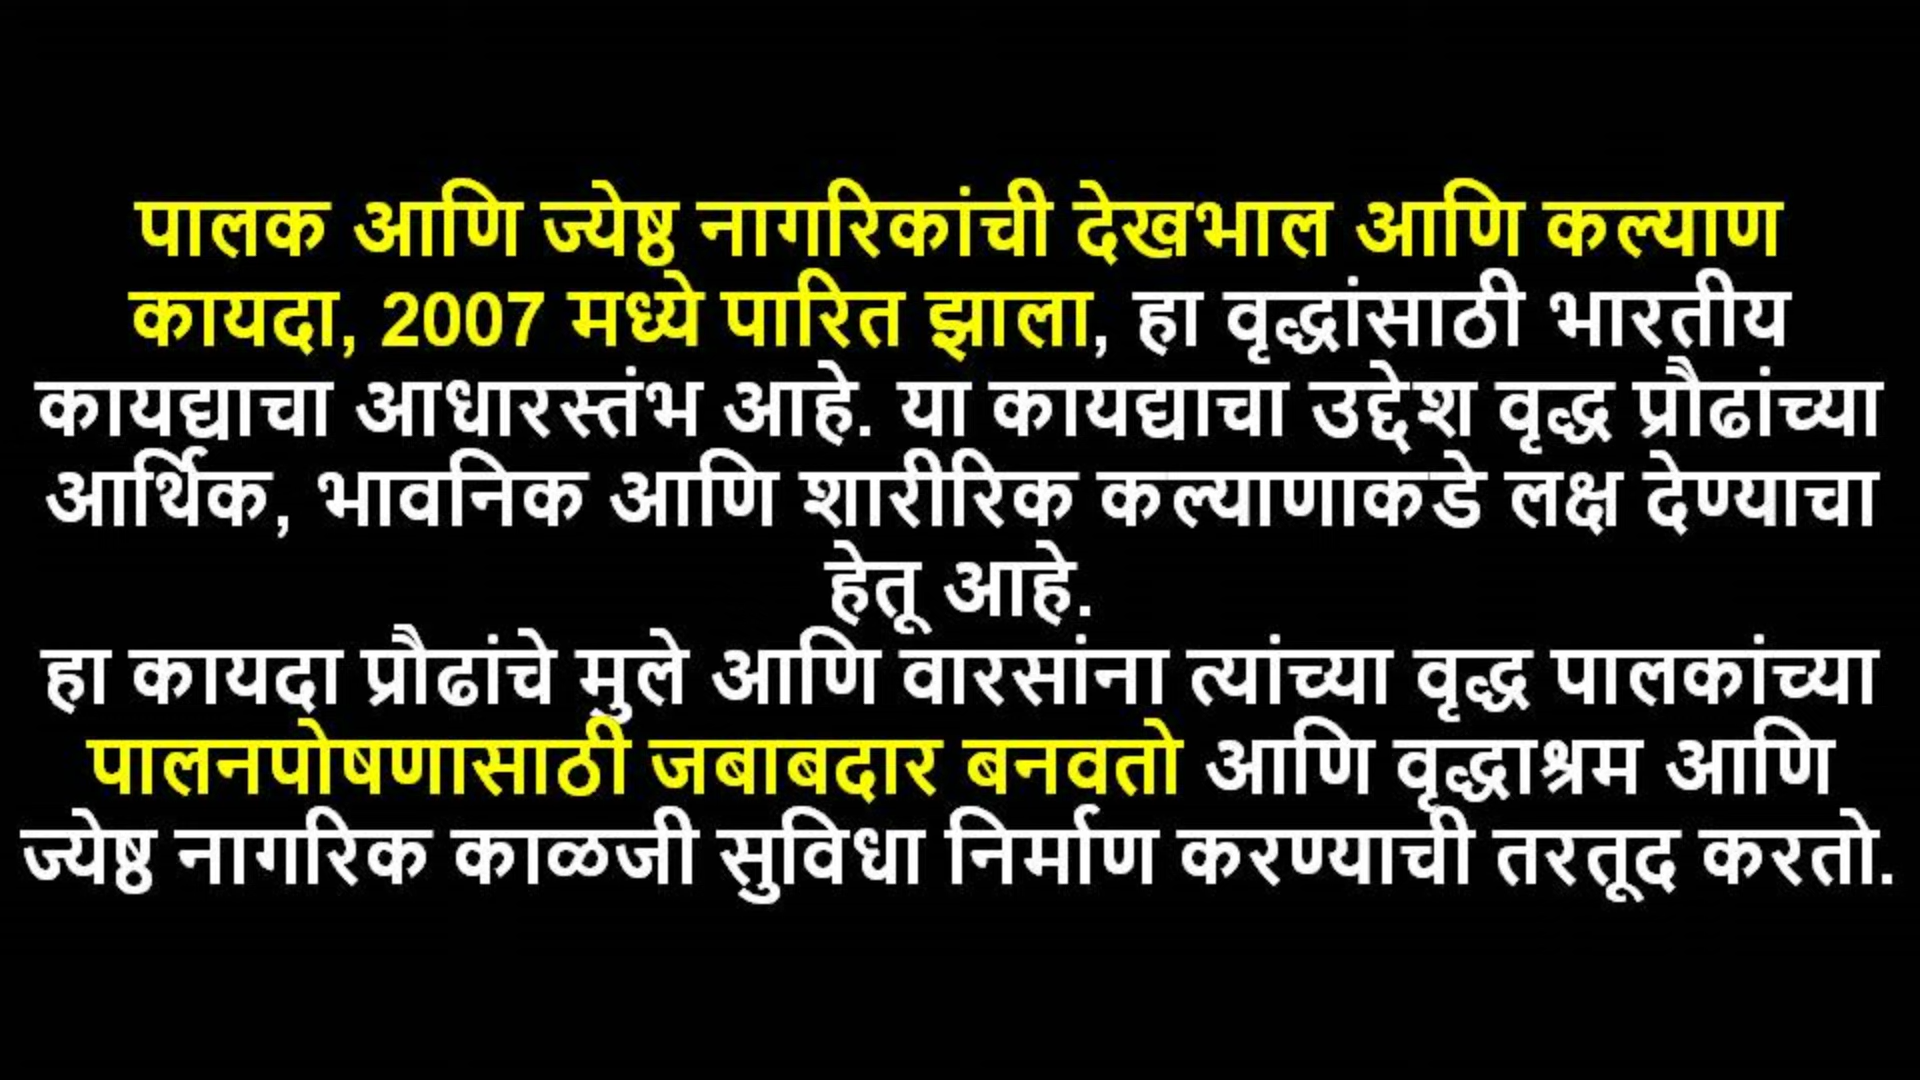 पालक आणि ज्येष्ठ नागरिकांची देखभाल आणि कल्याण
कायदा, 2007 मध्ये पारित झाला, हा वृद्धांसाठी भारतीय
कायद्याचा आधारस्तंभ आहे. या कायद्याचा उद्देश वृद्ध प्रौढांच्या
आर्थिक, भावनिक आणि शारीरिक कल्याणाकडे लक्ष देण्याचा
हेतू आहे.
हा कायदा प्रौढांचे मुले आणि वारसांना त्यांच्या वृद्ध पालकांच्या
पालनपोषणासाठी जबाबदार बनवतो आणि वृद्धाश्रम आणि
ज्येष्ठ नागरिक काळजी सुविधा निर्माण करण्याची तरतूद करतो.